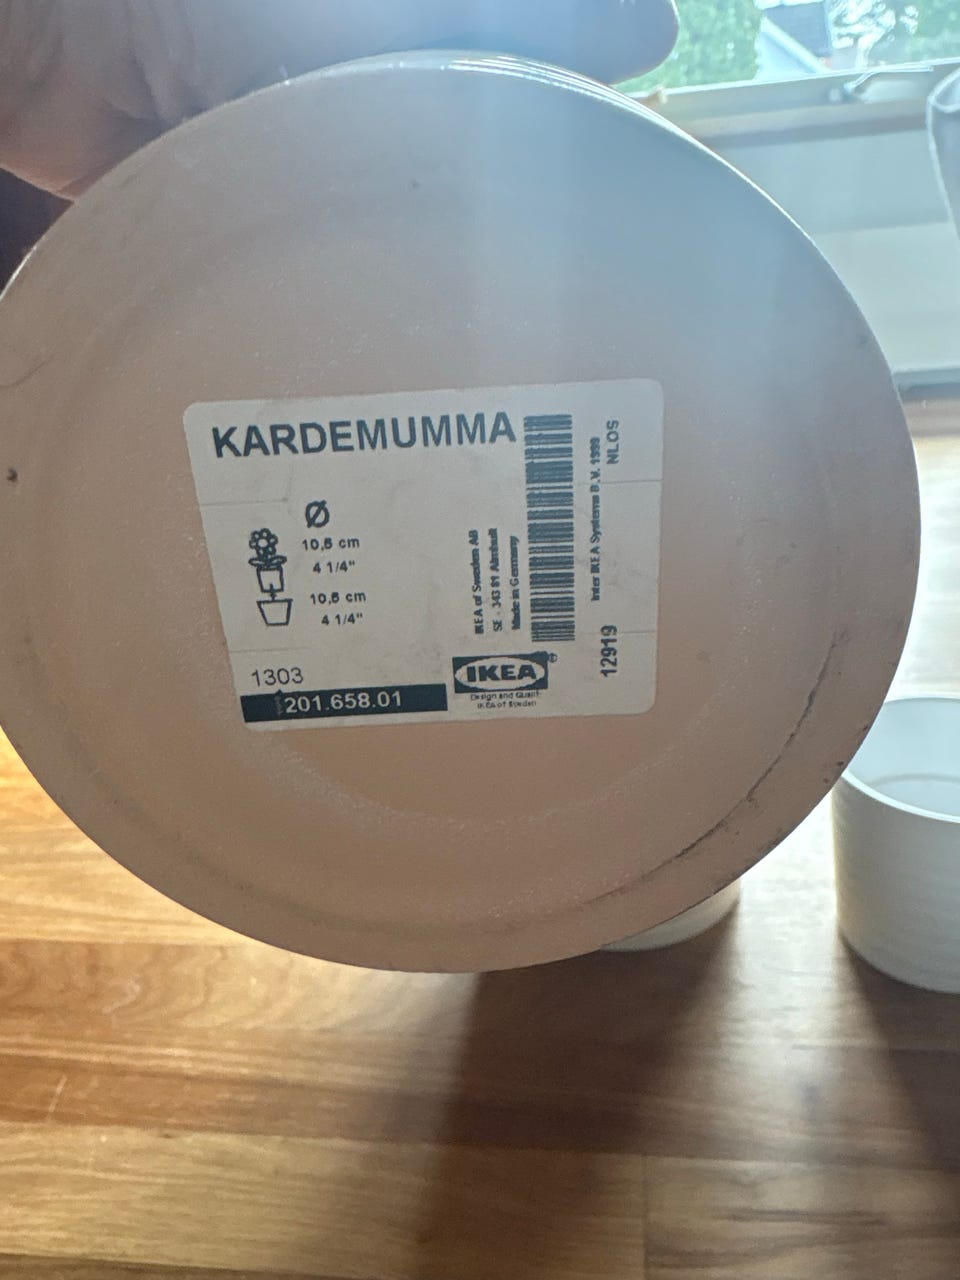 KARDEMUMMA
Ø
10,5 cm
4 1/4"
10,5 cm
4 1/4"
1303
201.658.01
IKEA of Sweden AB
SE - 343 81 Älmhult
Made in Germany
IKEA®
Design and Quality
IKEA of Sweden
Inter IKEA Systems B.V. 1999
NLOS
12919